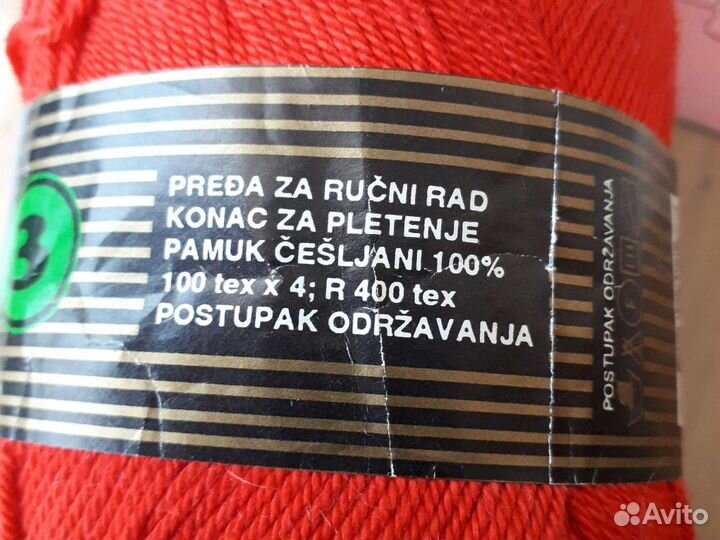 3
PREĐA ZA RUČNI RAD
KONAC ZA PLETENJE
PAMUK ČEŠLJANI 100%
100 tex x 4; R 400 tex
POSTUPAK ODRŽAVANJA
POSTUPAK ODRŽAVANJA
Avito